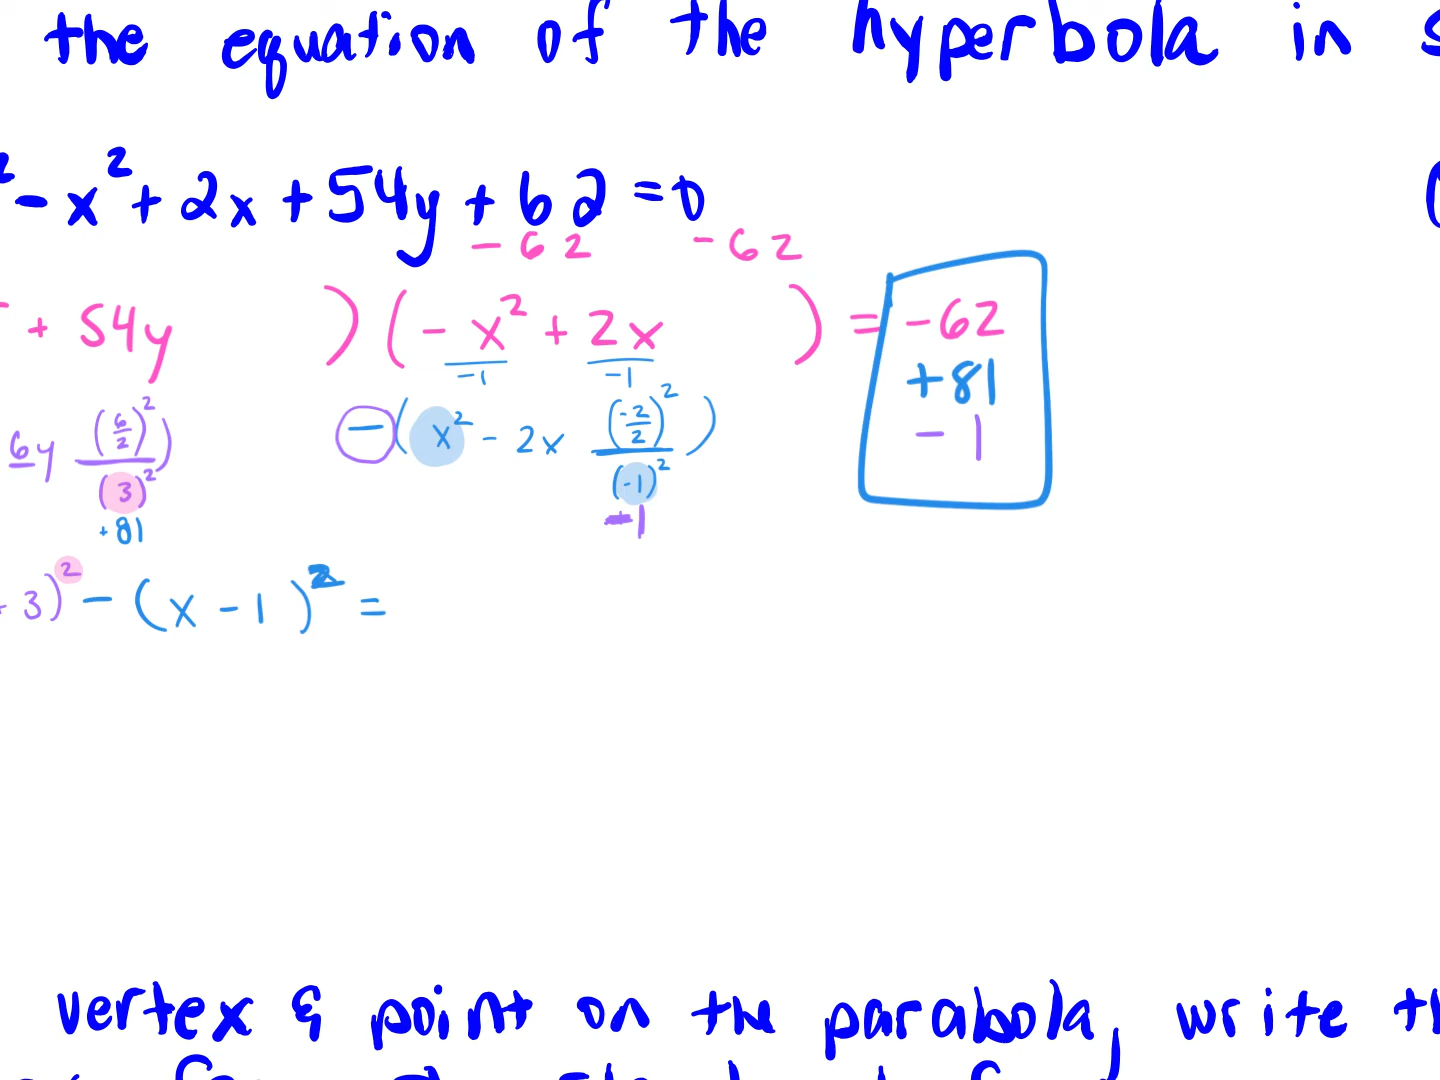 the equation of the hyperbola in s
² - x² + 2x + 54y + 62 = 0
- 62 - 62
+ 54y ) ( - x² + 2x ) = - 62
-1 -1 + 81
6y (6/2)² ) - ( x² - 2x (-2/2)² ) - 1
(3)² (-1)²
+81 -1
+ 3)² - (x - 1)² =
vertex & point on the parabola, write th